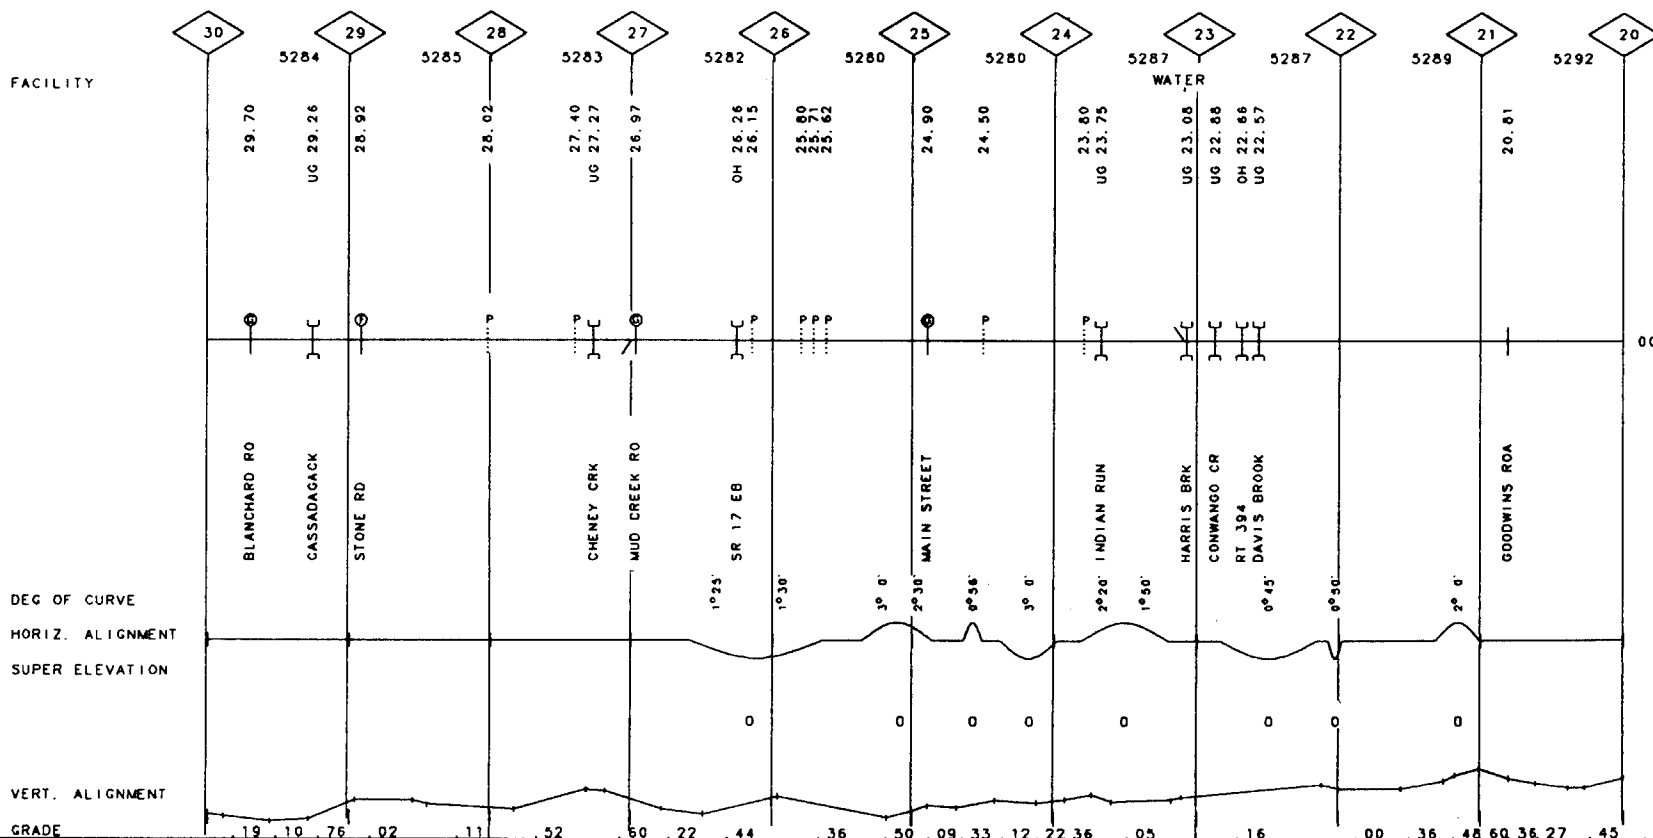 30 29 28 27 26 25 24 23 22 21 20
5284 5285 5283 5282 5280 5280 5287 5287 5289 5292
FACILITY
WATER
29.70
UG 29.26
28.92
28.02
27.40
UG 27.27
26.97
OH 26.26
26.15
25.80
25.71
25.62
24.90
24.50
23.80
UG 23.75
UG 23.08
UG 22.88
OH 22.66
UG 22.57
20.81
G F P P G P P P P G P P
BLANCHARD RO
CASSADAGACK
STONE RD
CHENEY CRK
MUD CREEK RO
SR 17 EB
MAIN STREET
INDIAN RUN
HARRIS BRK
CONWANGO CR
RT 394
DAVIS BROOK
GOODWINS ROA
DEG OF CURVE
1°25' 1°30' 3° 0' 2°30' 0°56' 3° 0' 2°20' 1°50' 0°45' 0°50' 2° 0'
HORIZ. ALIGNMENT
SUPER ELEVATION
0 0 0 0 0 0 0 0
VERT. ALIGNMENT
GRADE .19 .10 .76 .02 .11 .52 .60 .22 .44 .36 .50 .09 .33 .12 .22 .36 .05 .16 .00 .36 .48 .60 .36 .27 .45